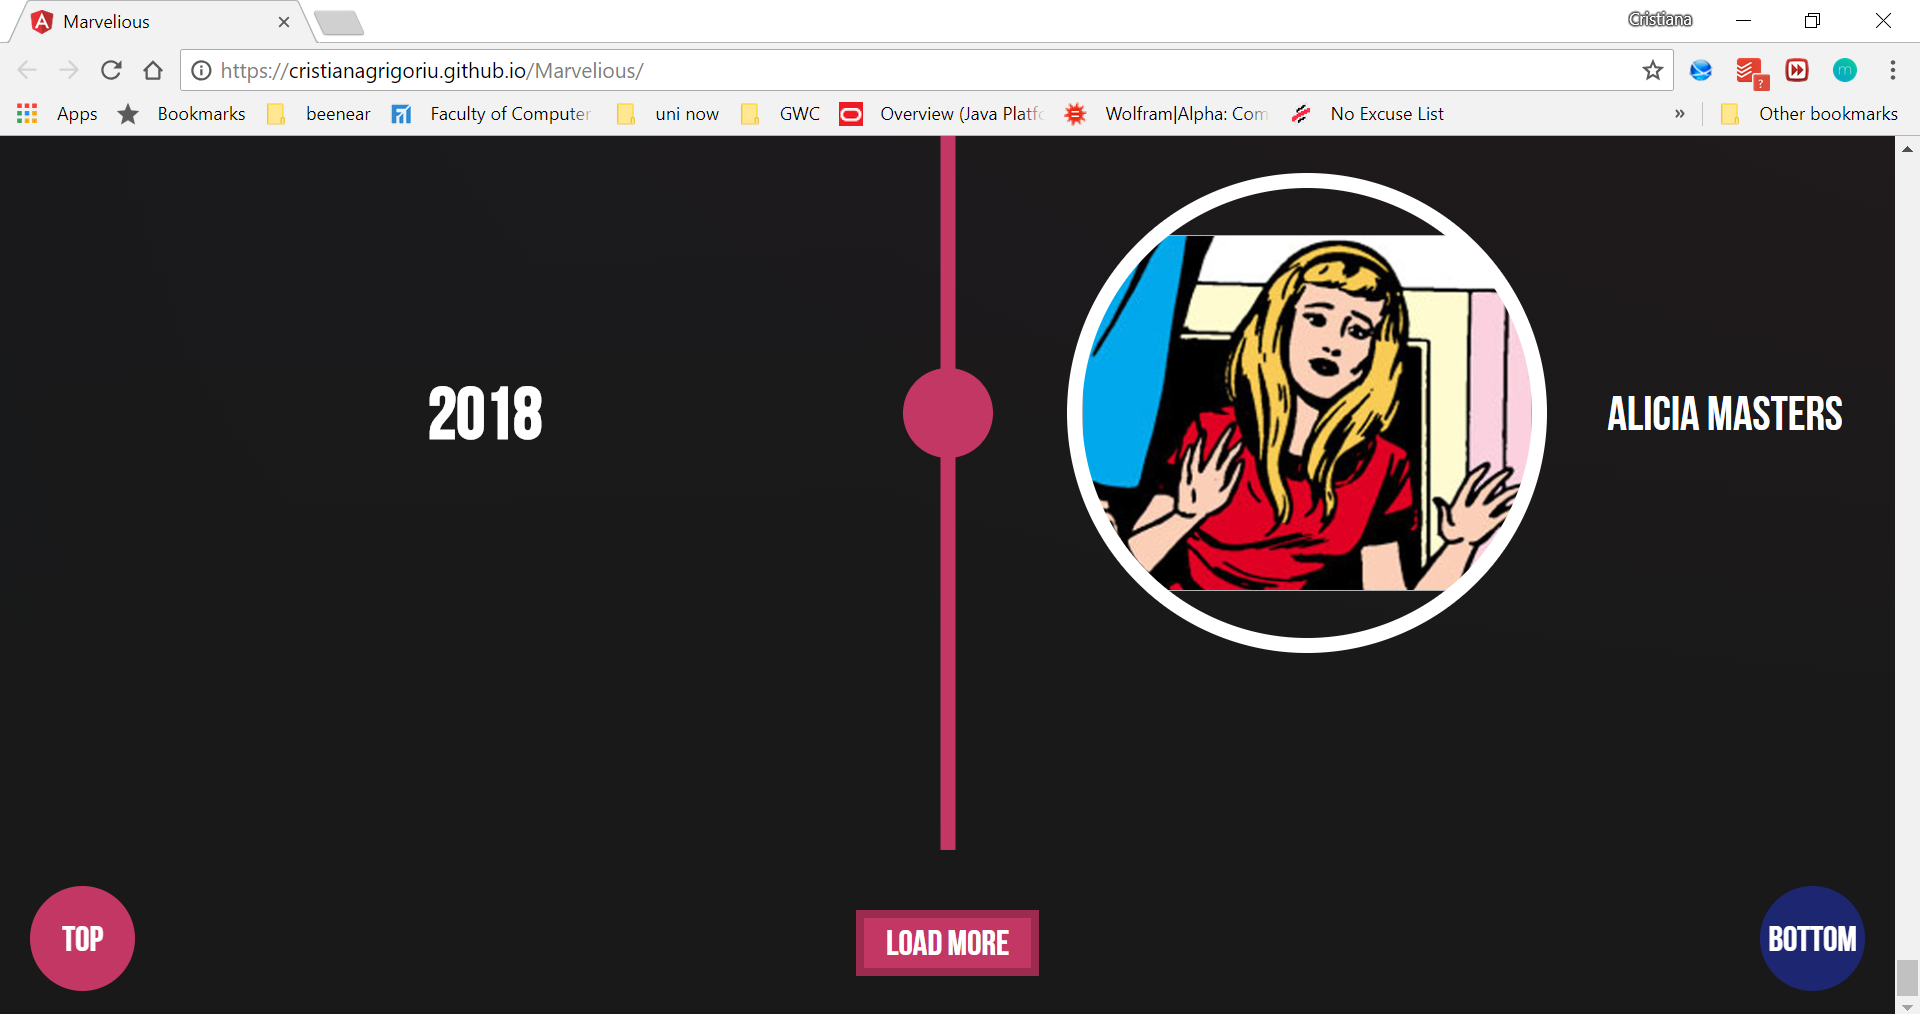 Marvelious
Cristiana
https://cristianagrigoriu.github.io/Marvelious/
?
m
Apps
Bookmarks
beenear
Faculty of Computer
uni now
GWC
Overview (Java Platfo
Wolfram|Alpha: Com
No Excuse List
»
Other bookmarks
2018
ALICIA MASTERS
TOP
LOAD MORE
BOTTOM